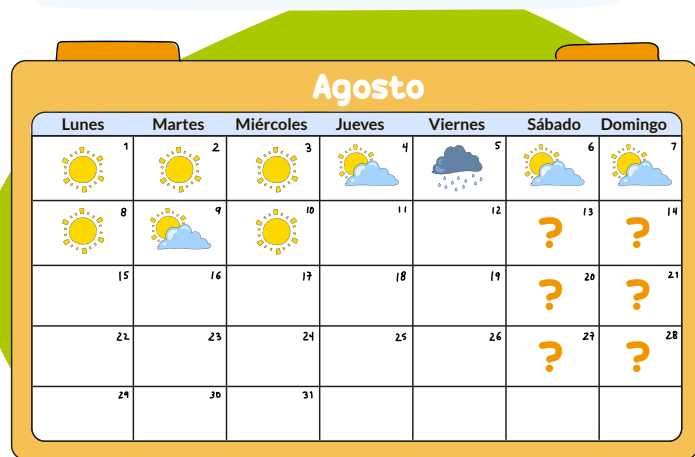 Agosto
Lunes Martes Miércoles Jueves Viernes Sábado Domingo
1 2 3 4 5 6 7
8 9 10 11 12 13 14
? ?
15 16 17 18 19 20 21
? ?
22 23 24 25 26 27 28
? ?
29 30 31